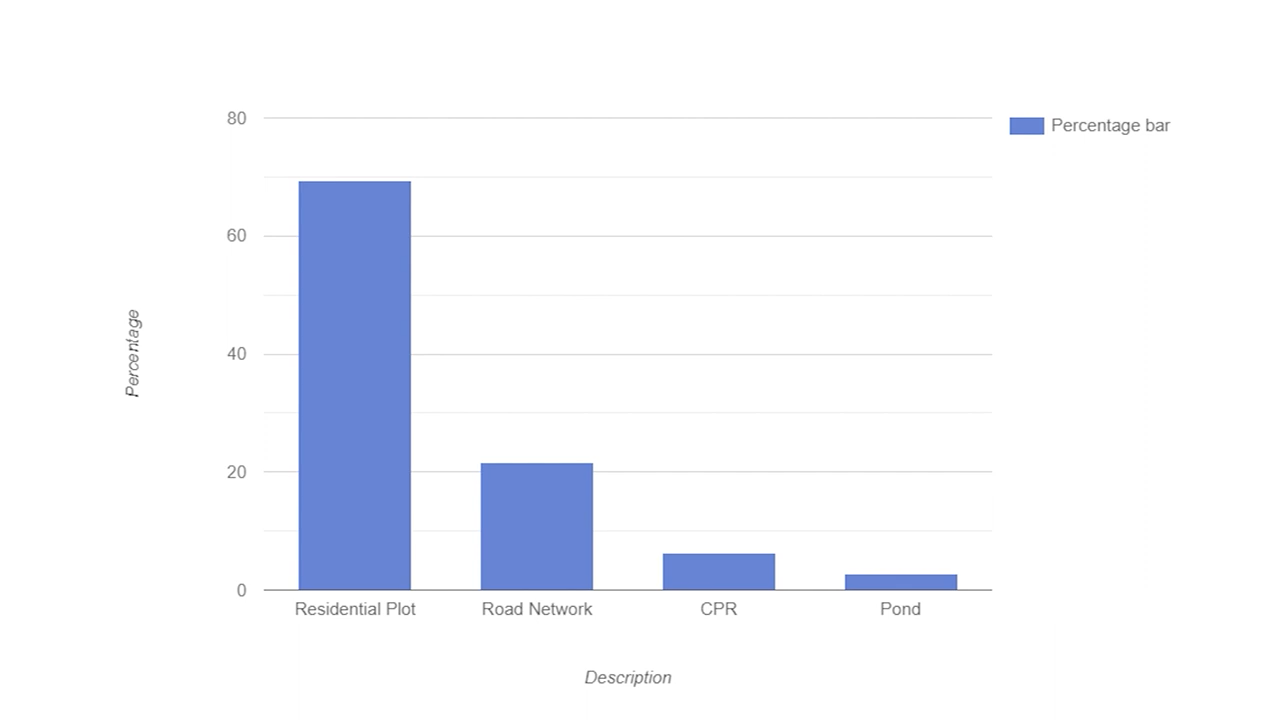 80
Percentage bar
60
40
20
0
Residential Plot
Road Network
CPR
Pond
Percentage
Description